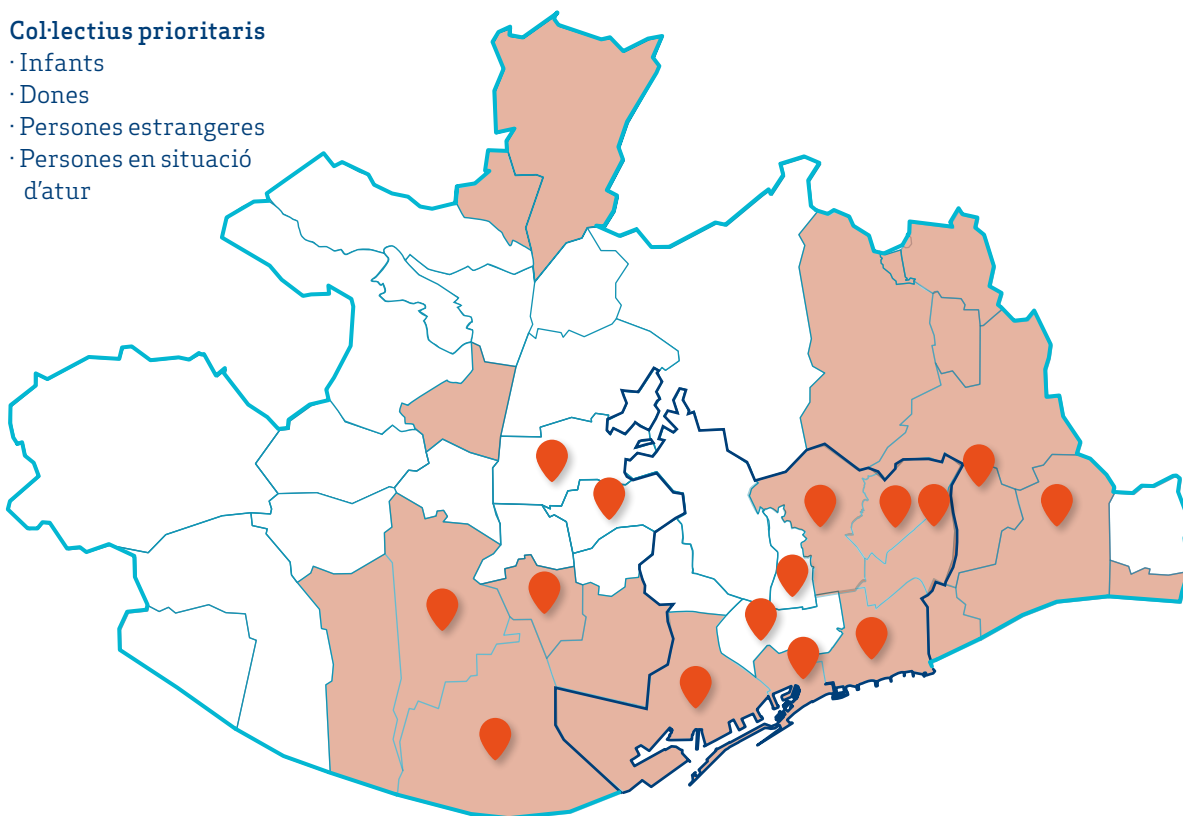 Col·lectius prioritaris
· Infants
· Dones
· Persones estrangeres
· Persones en situació
d'atur